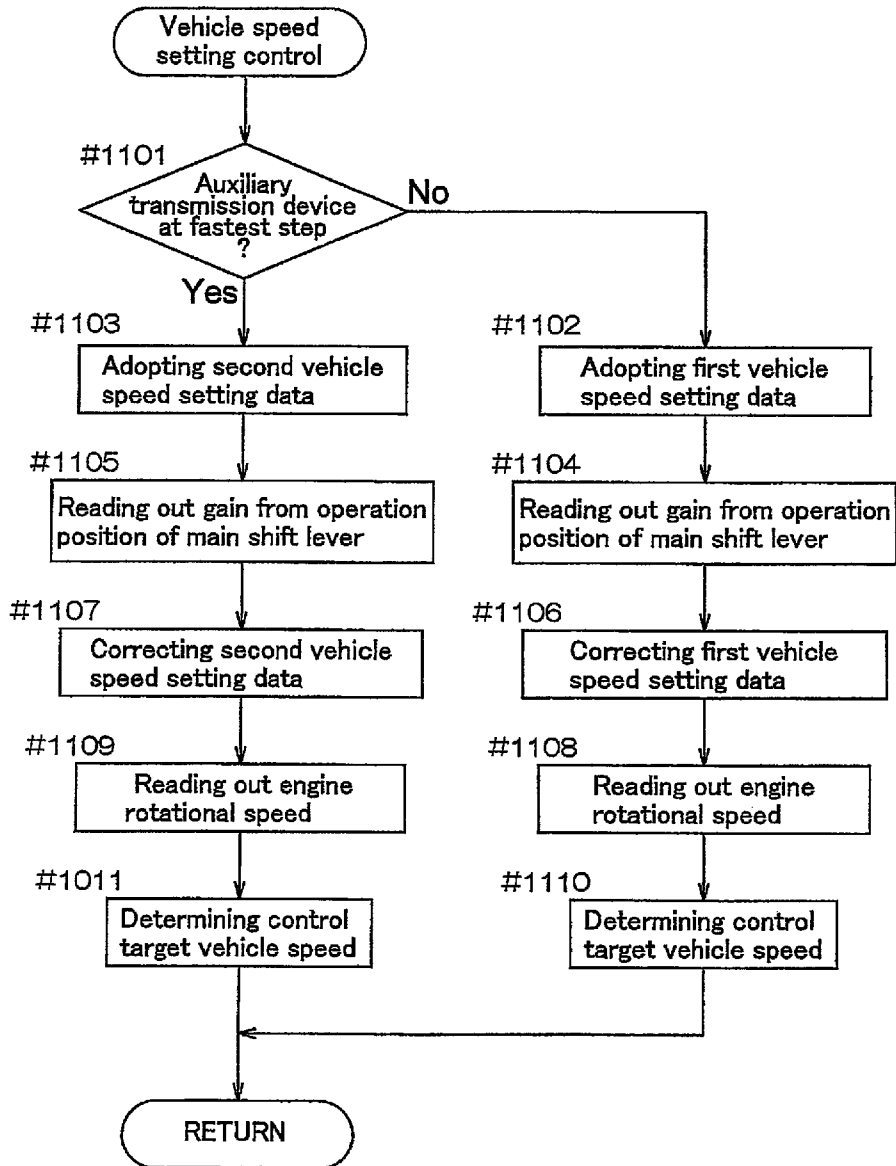 Vehicle speed
setting control
#1101
Auxiliary
transmission device
at fastest step
?
No
Yes
#1103
Adopting second vehicle
speed setting data
#1102
Adopting first vehicle
speed setting data
#1105
Reading out gain from operation
position of main shift lever
#1104
Reading out gain from operation
position of main shift lever
#1107
Correcting second vehicle
speed setting data
#1106
Correcting first vehicle
speed setting data
#1109
Reading out engine
rotational speed
#1108
Reading out engine
rotational speed
#1011
Determining control
target vehicle speed
#1110
Determining control
target vehicle speed
RETURN